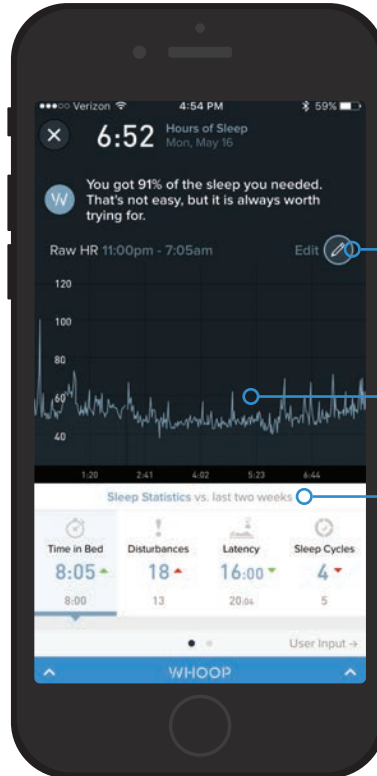 Verizon 4:54 PM 59%
6:52 Hours of Sleep
Mon, May 16
W
You got 91% of the sleep you needed.
That's not easy, but it is always worth
trying for.
Raw HR 11:00pm - 7:05am Edit
120
100
80
60
40
1:20 2:41 4:02 5:23 6:44
Sleep Statistics vs. last two weeks
Time in Bed Disturbances Latency Sleep Cycles
8:05 18 16:00 4
8:00 13 20:04 5
User Input →
WHOOP